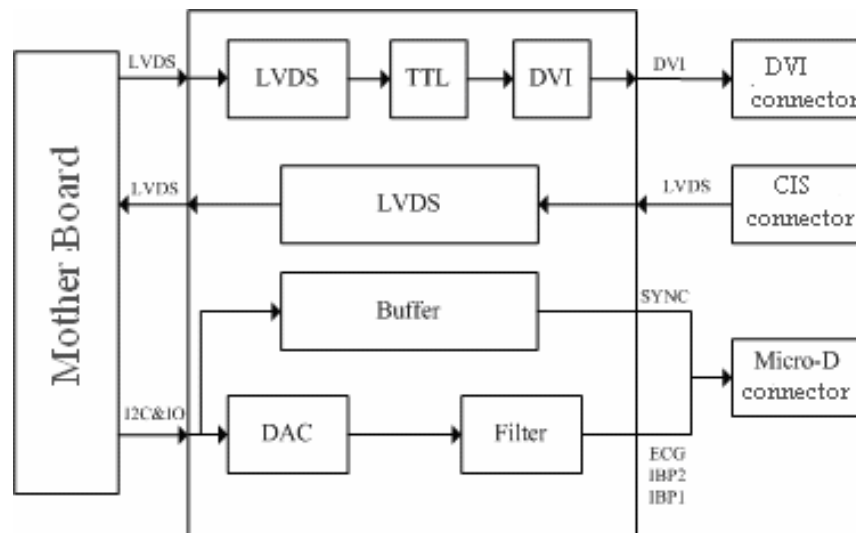 LVDS
LVDS
TTL
DVI
DVI
DVI
connector
Mother Board
LVDS
LVDS
LVDS
CIS
connector
Buffer
SYNC
Micro-D
connector
I2C&IO
DAC
Filter
ECG
IBP2
IBP1